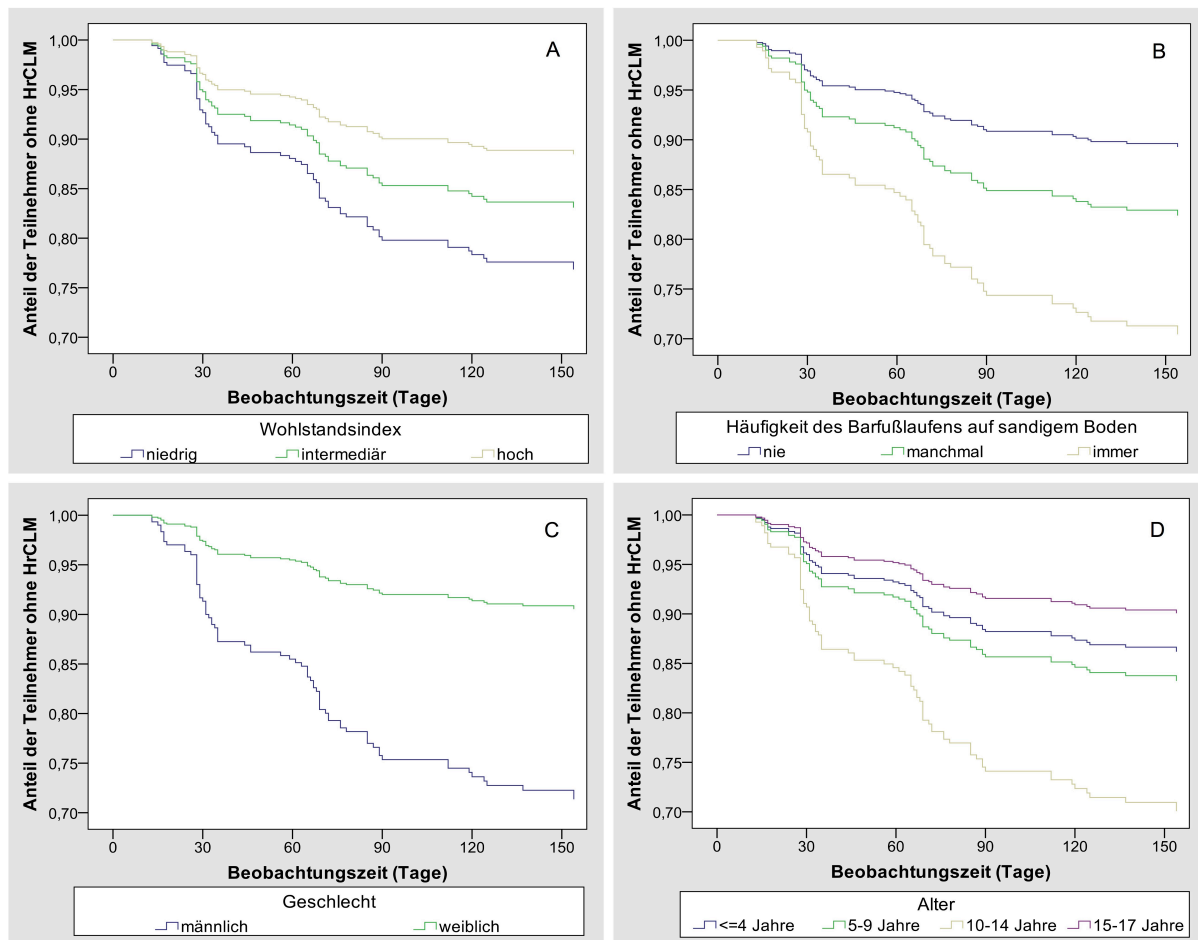 A
Anteil der Teilnehmer ohne HrCLM
1,00
0,95
0,90
0,85
0,80
0,75
0,70
0 30 60 90 120 150
Beobachtungszeit (Tage)
Wohlstandsindex
niedrig intermediär hoch
B
Anteil der Teilnehmer ohne HrCLM
1,00
0,95
0,90
0,85
0,80
0,75
0,70
0 30 60 90 120 150
Beobachtungszeit (Tage)
Häufigkeit des Barfußlaufens auf sandigem Boden
nie manchmal immer
C
Anteil der Teilnehmer ohne HrCLM
1,00
0,95
0,90
0,85
0,80
0,75
0,70
0 30 60 90 120 150
Beobachtungszeit (Tage)
Geschlecht
männlich weiblich
D
Anteil der Teilnehmer ohne HrCLM
1,00
0,95
0,90
0,85
0,80
0,75
0,70
0 30 60 90 120 150
Beobachtungszeit (Tage)
Alter
<=4 Jahre 5-9 Jahre 10-14 Jahre 15-17 Jahre